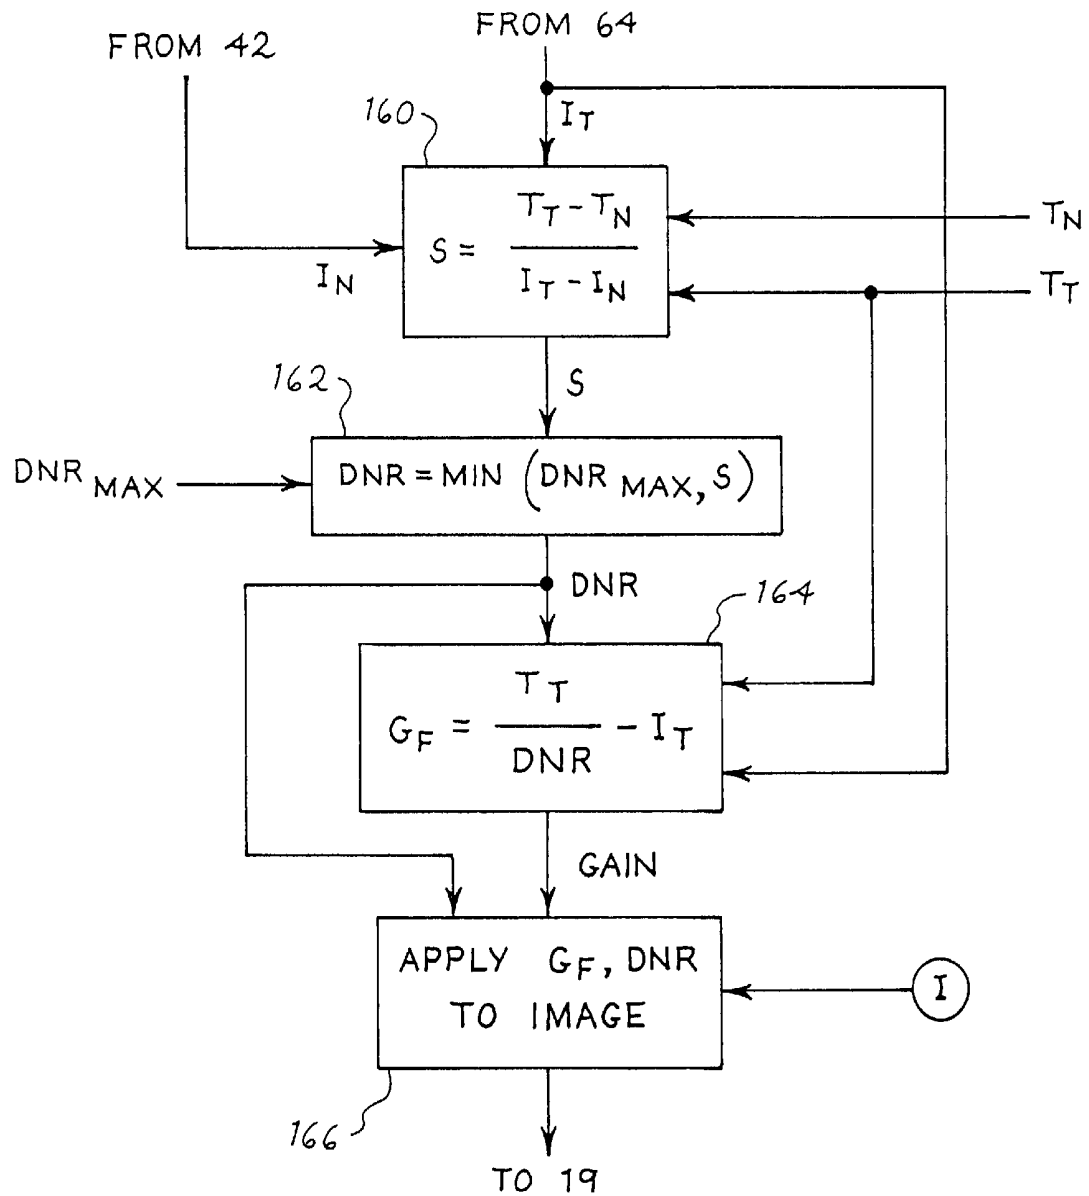 FROM 64
FROM 42
160
I_T
T_T - T_N
S = ———
I_T - I_N
T_N
I_N
T_T
162
S
DNR_MAX
DNR = MIN (DNR_MAX, S)
DNR
164
T_T
G_F = ——— - I_T
DNR
GAIN
APPLY G_F, DNR
TO IMAGE
I
166
TO 19